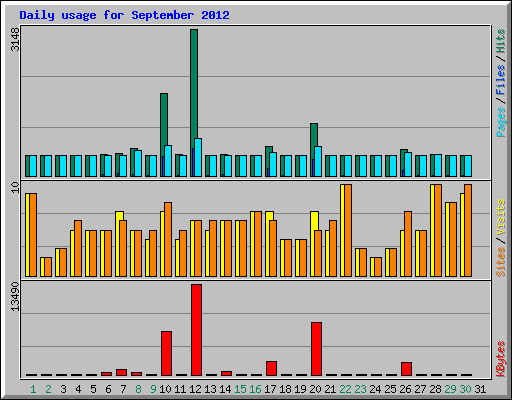 Daily usage for September 2012
3148
Pages / Files / Hits
10
Sites / Visits
13490
KBytes
1 2 3 4 5 6 7 8 9 10 11 12 13 14 15 16 17 18 19 20 21 22 23 24 25 26 27 28 29 30 31